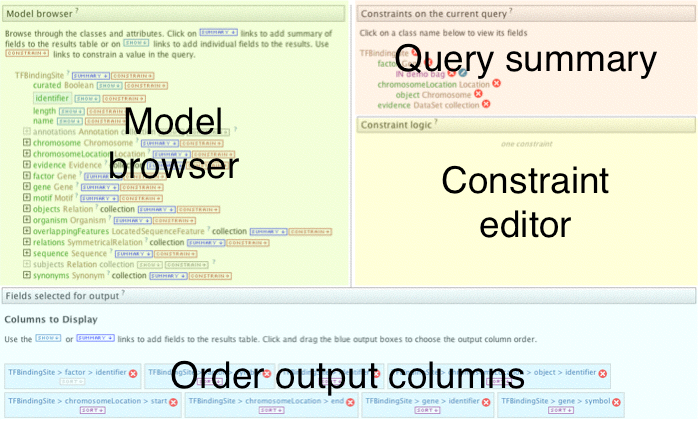 Model browser ?
Browse through the classes and attributes. Click on SUMMARY links to add summary of
fields to the results table or on SHOW links to add individual fields to the results. Use
CONSTRAIN links to constrain a value in the query.
TFBindingSite ? SUMMARY CONSTRAIN
curated Boolean SHOW CONSTRAIN
identifier SHOW CONSTRAIN
length SHOW CONSTRAIN
name SHOW CONSTRAIN
annotations Annotation ?
chromosome Chromosome ? SUMMARY CONSTRAIN
chromosomeLocation Location SUMMARY CONSTRAIN
evidence Evidence ? collection CONSTRAIN
factor Gene ? SUMMARY CONSTRAIN
gene Gene ? SUMMARY CONSTRAIN
motif Motif ? SUMMARY CONSTRAIN
objects Relation ? collection SUMMARY CONSTRAIN
organism Organism ? SUMMARY CONSTRAIN
overlappingFeatures LocatedSequenceFeature ? collection SUMMARY CONSTRAIN
relations SymmetricalRelation ? collection SUMMARY CONSTRAIN
sequence Sequence ? SUMMARY CONSTRAIN
subjects Relation collection SHOW CONSTRAIN ?
synonyms Synonym ? collection SUMMARY CONSTRAIN
Model
browser
Constraints on the current query ?
Click on a class name below to view its fields
TFBindingSite
factor Gene
IN demo bag
chromosomeLocation Location
object Chromosome
evidence DataSet collection
Query summary
Constraint logic ?
one constraint
Constraint
editor
Fields selected for output ?
Columns to Display
Use the SHOW or SUMMARY links to add fields to the results table. Click and drag the blue output boxes to choose the output column order.
TFBindingSite > factor > identifier
SORT
TFBindingSite
object > identifier
Order output columns
TFBindingSite > chromosomeLocation > start
SORT
TFBindingSite > chromosomeLocation > end
SORT
TFBindingSite > gene > identifier
SORT
TFBindingSite > gene > symbol
SORT